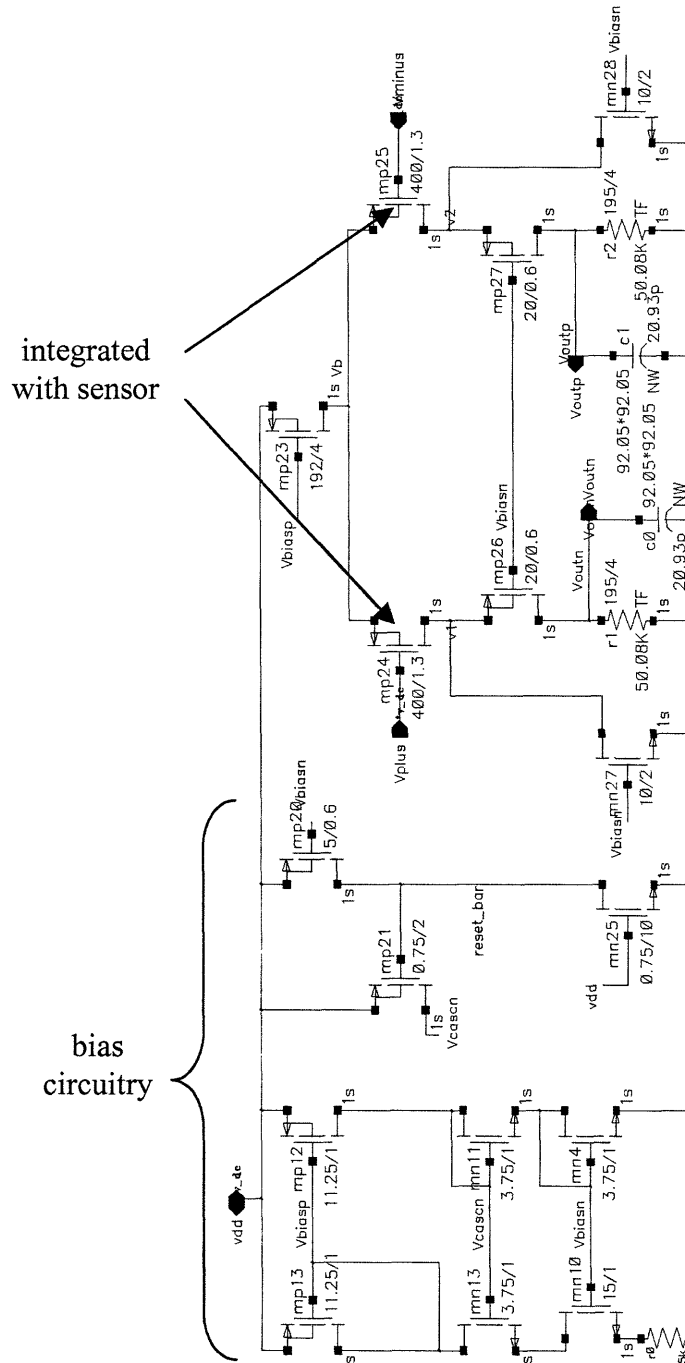 integrated
with sensor
bias
circuitry
vdd
Vbiasp
mp13
11.25/1
mp12
11.25/1
Vcascn
mn13
3.75/1
mn11
3.75/1
Vbiasn
mn10
15/1
mn4
3.75/1
1s
r0
s
mp20
Vbiasn
5/0.6
1s
mp21
0.75/2
1s
Vcascn
reset_bar
mn25
0.75/10
vdd
1s
mp23
192/4
Vbiasp
1s Vb
mp24
400/1.3
Vplus
1s
v1
mp25
400/1.3
1s
v2
mp26
20/0.6
Vbiasn
1s
mp27
20/0.6
1s
mn27
10/2
Vbiasn
1s
mn28
10/2
Vbiasn
1s
Voutn
r1
195/4
TF
50.08K
1s
c0
92.05*92.05
NW
20.93p
Voutp
Voutp
r2
195/4
TF
50.08K
1s
c1
92.05*92.05
NW
20.93p